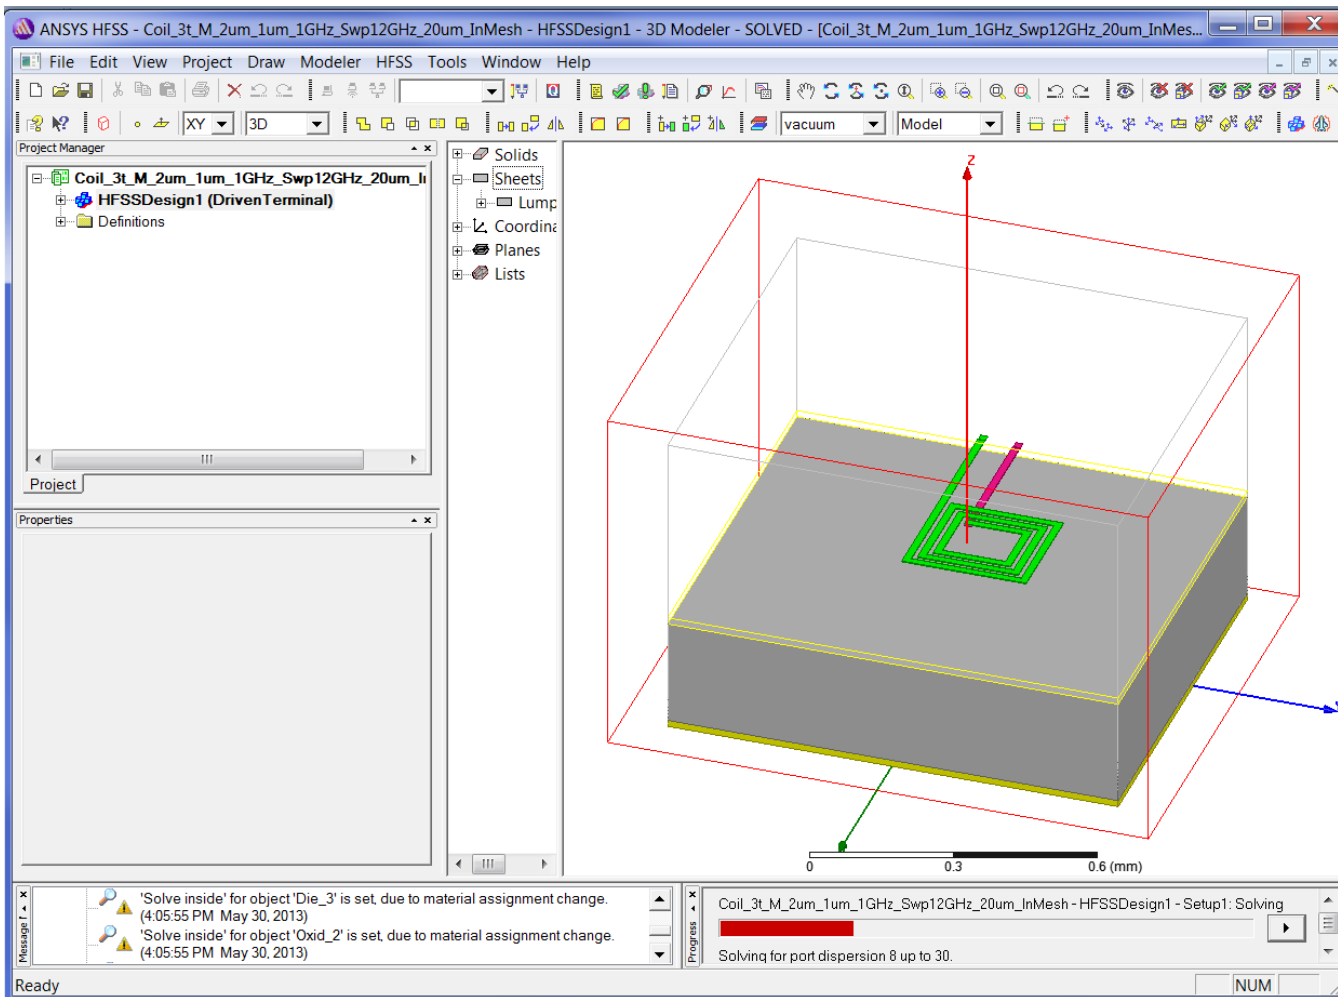 ANSYS HFSS - Coil_3t_M_2um_1um_1GHz_Swp12GHz_20um_InMesh - HFSSDesign1 - 3D Modeler - SOLVED - [Coil_3t_M_2um_1um_1GHz_Swp12GHz_20um_InMes...
File Edit View Project Draw Modeler HFSS Tools Window Help
XY 3D vacuum Model
Project Manager
Coil_3t_M_2um_1um_1GHz_Swp12GHz_20um_I
HFSSDesign1 (DrivenTerminal)
Definitions
Project
Properties
Solids
Sheets
Lump
Coordina
Planes
Lists
Z
0 0.3 0.6 (mm)
Message
'Solve inside' for object 'Die_3' is set, due to material assignment change.
(4:05:55 PM May 30, 2013)
'Solve inside' for object 'Oxid_2' is set, due to material assignment change.
(4:05:55 PM May 30, 2013)
Progress
Coil_3t_M_2um_1um_1GHz_Swp12GHz_20um_InMesh - HFSSDesign1 - Setup1: Solving
Solving for port dispersion 8 up to 30.
Ready
NUM